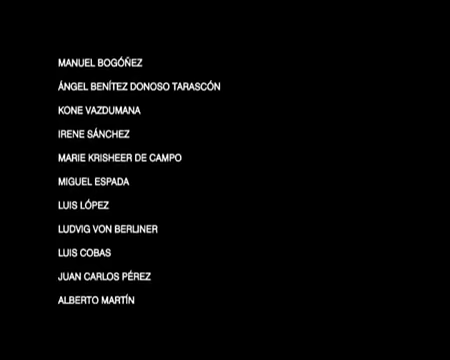 MANUEL BOGÓÑEZ
ÁNGEL BENÍTEZ DONOSO TARASCÓN
KONE VAZDUMANA
IRENE SÁNCHEZ
MARIE KRISHEER DE CAMPO
MIGUEL ESPADA
LUIS LÓPEZ
LUDVIG VON BERLINER
LUIS COBAS
JUAN CARLOS PÉREZ
ALBERTO MARTÍN